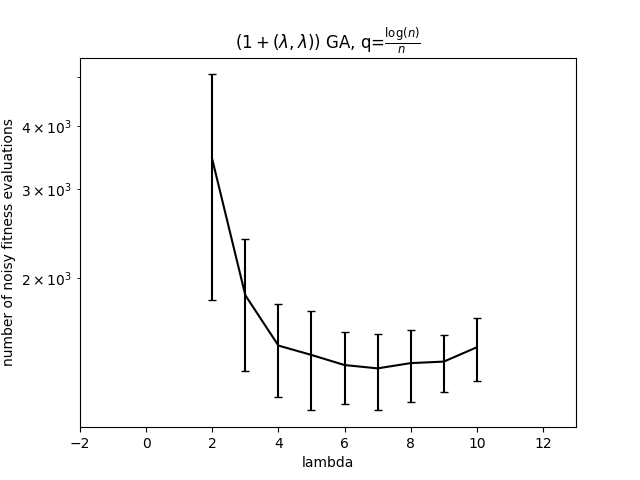 (1 + (λ, λ)) GA, q=log(n)/n
number of noisy fitness evaluations
4 × 10³
3 × 10³
2 × 10³
−2 0 2 4 6 8 10 12
lambda